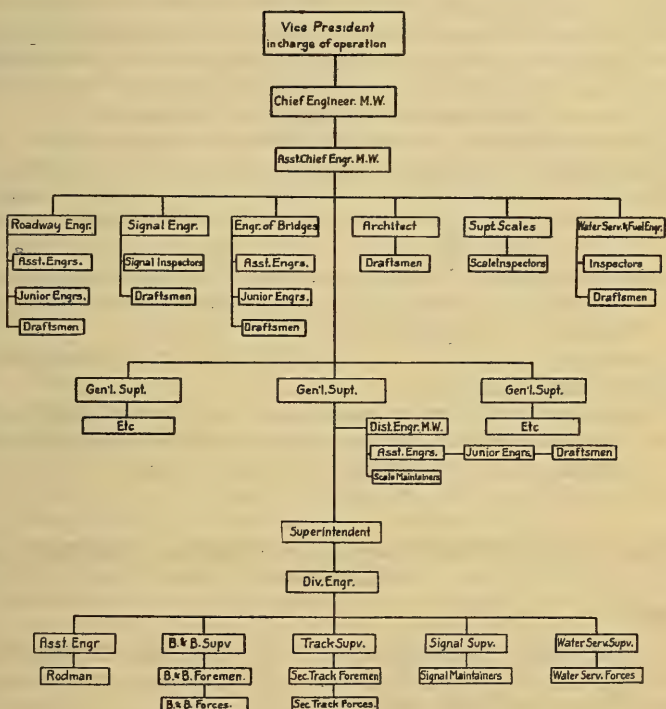 Vice President
in charge of operation
Chief Engineer. M.W.
Asst.Chief Engr. M.W.
Roadway Engr.
Signal Engr.
Engr. of Bridges
Architect
Supt. Scales
Water Serv. & Fuel Engr.
Asst. Engrs.
Signal Inspectors
Asst. Engrs.
Draftsmen
Scale Inspectors
Inspectors
Junior Engrs.
Draftsmen
Junior Engrs.
Draftsmen
Draftsmen
Draftsmen
Gen'l. Supt.
Gen'l. Supt.
Gen'l. Supt.
Etc
Etc
Dist. Engr. M.W.
Asst. Engrs.
Junior Engrs.
Draftsmen
Scale Maintainers
Superintendent
Div. Engr.
Asst. Engr
B. & B. Supv
Track Supv.
Signal Supv.
Water Serv. Supv.
Rodman
B. & B. Foremen.
Sec. Track Foremen
Signal Maintainers
Water Serv. Forces
B. & B. Forces.
Sec. Track Forces.